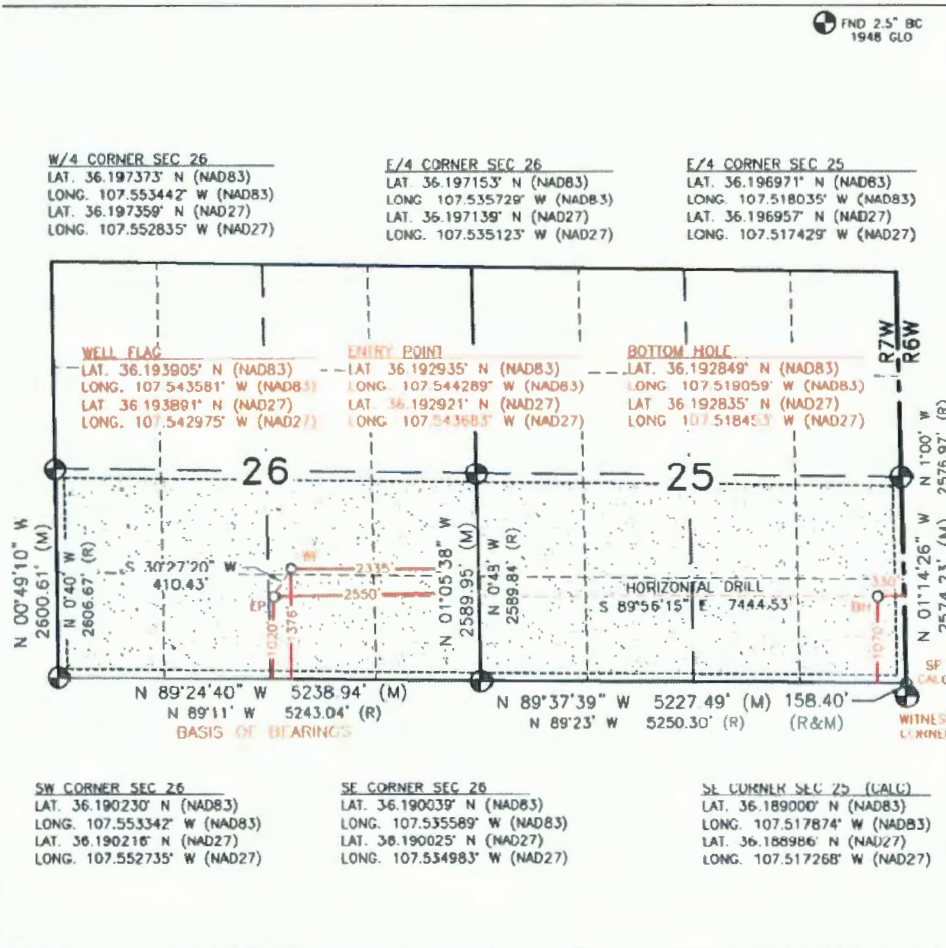 FND 2.5" BC
1948 GLO
W/4 CORNER SEC 26
LAT. 36.197373° N (NAD83)
LONG. 107.553442° W (NAD83)
LAT. 36.197359° N (NAD27)
LONG. 107.552835° W (NAD27)
E/4 CORNER SEC 26
LAT. 36.197153° N (NAD83)
LONG 107.535729° W (NAD83)
LAT. 36.197139° N (NAD27)
LONG. 107.535123° W (NAD27)
E/4 CORNER SEC 25
LAT. 36.196971° N (NAD83)
LONG. 107.518035° W (NAD83)
LAT. 36.196957° N (NAD27)
LONG. 107.517429° W (NAD27)
R7W
R6W
WELL FLAG
LAT. 36.193905° N (NAD83)
LONG. 107.543581° W (NAD83)
LAT 36.193891° N (NAD27)
LONG. 107.542975° W (NAD27)
ENTRY POINT
LAT 36.192935° N (NAD83)
LONG 107.544289° W (NAD83)
LAT. 36.192921° N (NAD27)
LONG 107.543683° W (NAD27)
BOTTOM HOLE
LAT. 36.192849° N (NAD83)
LONG 107.519059° W (NAD83)
LAT 36.192835° N (NAD27)
LONG 107.518453° W (NAD27)
26
25
N 00°49'10" W
2600.61' (M)
N 0°40' W
2606.67' (R)
S 30°27'20" W
410.43'
WF
2335'
EP
2550'
1020'
1376'
N 01°05'38" W
2589.95' (M)
N 0°48' W
2589.84' (R)
HORIZONTAL DRILL
S 89°56'15" E 7444.53'
330'
BH
1070'
N 1°00' W
2576.97' (R)
N 01°14'26" W
2574.23' (M)
N 89°24'40" W 5238.94' (M)
N 89°11' W 5243.04' (R)
BASIS OF BEARINGS
N 89°37'39" W 5227.49' (M) 158.40'
N 89°23' W 5250.30' (R) (R&M)
SW CORNER SEC 26
LAT. 36.190230° N (NAD83)
LONG. 107.553342° W (NAD83)
LAT. 36.190216° N (NAD27)
LONG. 107.552735° W (NAD27)
SE CORNER SEC 26
LAT. 36.190039° N (NAD83)
LONG. 107.535589° W (NAD83)
LAT. 36.190025° N (NAD27)
LONG. 107.534983° W (NAD27)
SE CORNER SEC 25 (CALC)
LAT. 36.189000° N (NAD83)
LONG. 107.517874° W (NAD83)
LAT. 36.188986° N (NAD27)
LONG. 107.517268° W (NAD27)